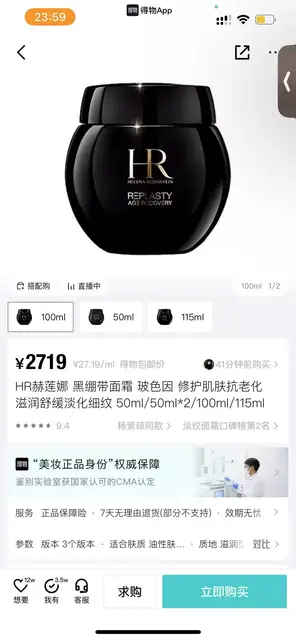 23:59
得物 得物App
HR
HELENA RUBINSTEIN
REPLASTY
AGE RECOVERY
搭配购 直播中 100ml 1/2
100ml 50ml 115ml
¥2719 ¥27.19/ml 得物包邮价 41分钟前购买 >
HR赫莲娜 黑绷带面霜 玻色因 修护肌肤抗老化
滋润舒缓淡化细纹 50ml/50ml*2/100ml/115ml
9.4 杨紫琼同款 > 淡纹面霜口碑榜第2名 >
得物 “美妆正品身份”权威保障
鉴别实验室获国家认可的CMA认定
服务 正品保障险 · 7天无理由退货(部分不支持) · 效期无忧
参数 版本 3个版本 · 适合肤质 油性肤… · 质地 滋润 对比 >
12w 3.5w
想要 我有 客服 求购 立即购买